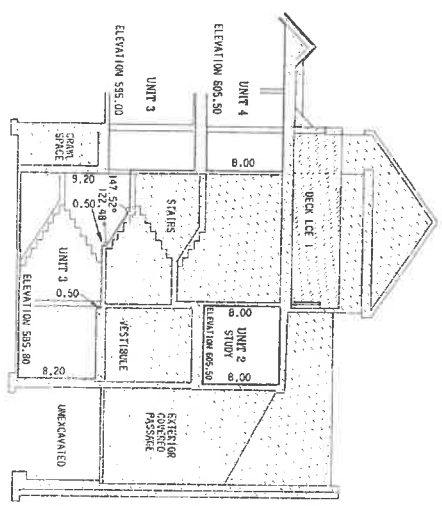 UNIT 4
ELEVATION 605.50
UNIT 3
ELEVATION 595.00
CRAWL
SPACE
8.00
DECK LCE 1
9.20
147.52°
122.48
0.50
STAIRS
UNIT 3
ELEVATION 585.80
0.50
8.20
VESTIBULE
8.00
UNIT 2
STUDY
ELEVATION 605.50
8.00
EXTERIOR
COVERED
PASSAGE
UNEXCAVATED